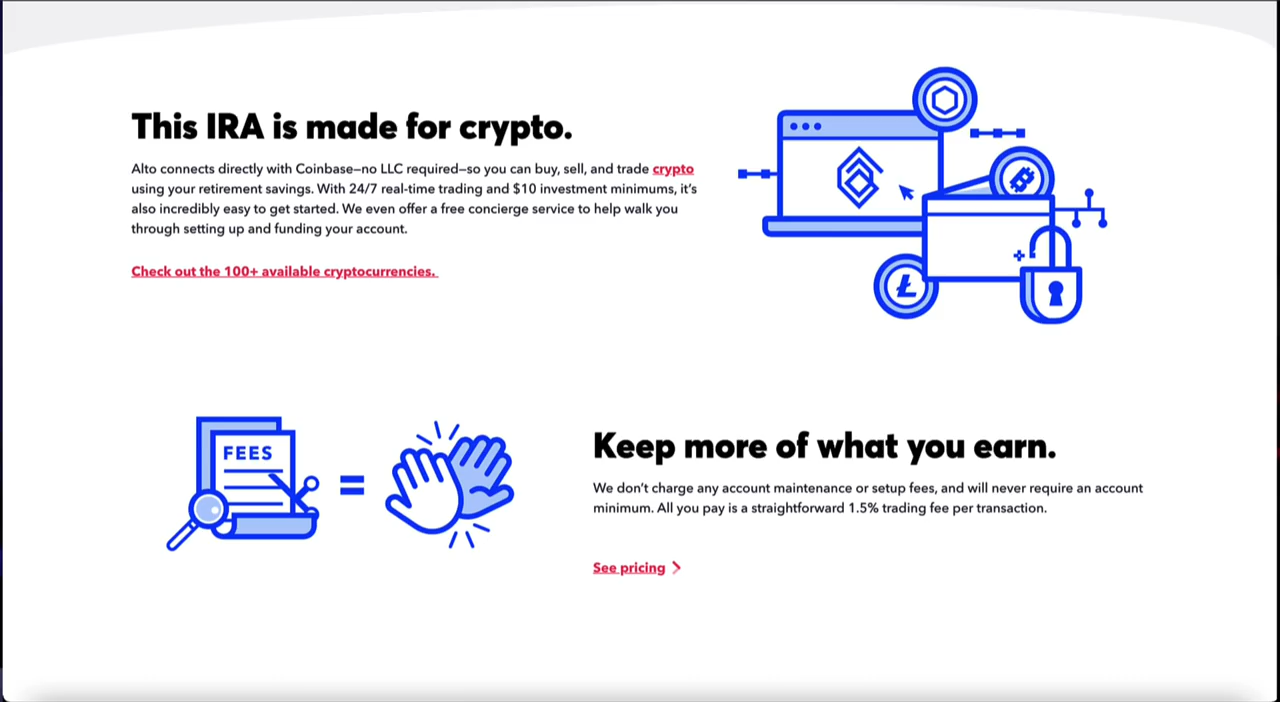 This IRA is made for crypto.
Alto connects directly with Coinbase—no LLC required—so you can buy, sell, and trade crypto
using your retirement savings. With 24/7 real-time trading and $10 investment minimums, it's
also incredibly easy to get started. We even offer a free concierge service to help walk you
through setting up and funding your account.
Check out the 100+ available cryptocurrencies.
FEES
=
Keep more of what you earn.
We don't charge any account maintenance or setup fees, and will never require an account
minimum. All you pay is a straightforward 1.5% trading fee per transaction.
See pricing